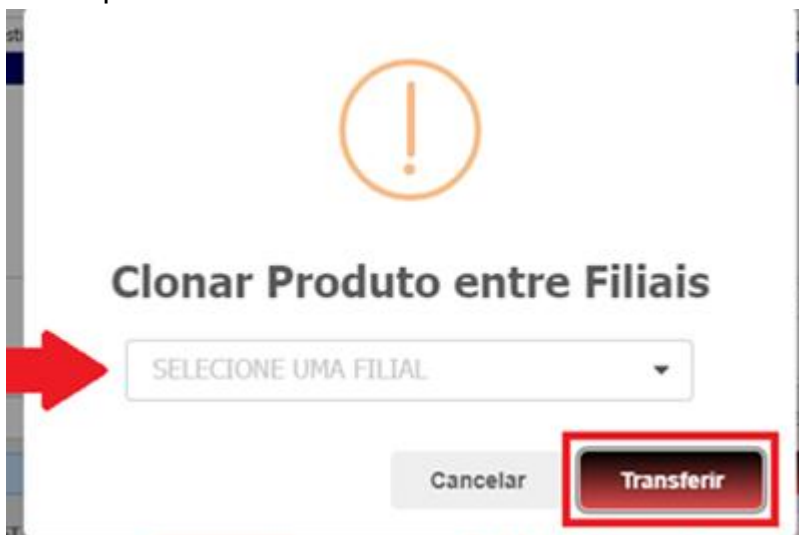 Clonar Produto entre Filiais
SELECIONE UMA FILIAL
Cancelar
Transferir